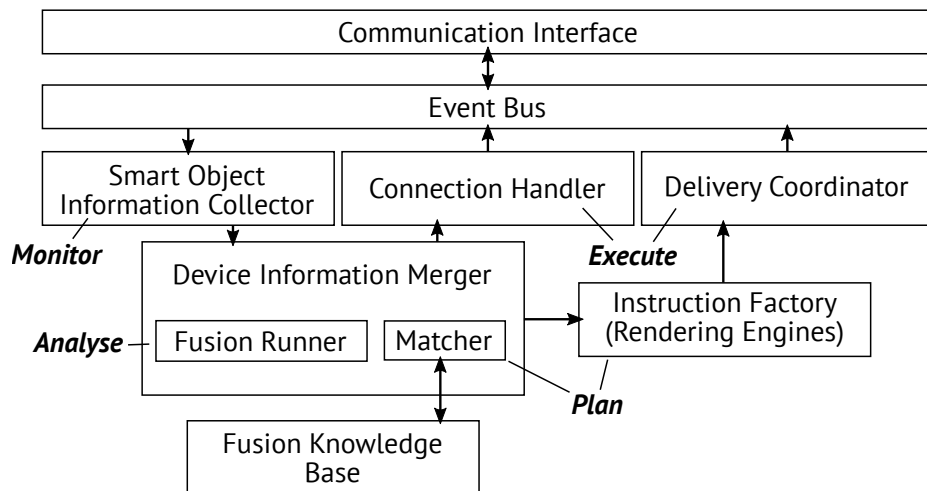 Communication Interface
Event Bus
Smart Object
Information Collector
Connection Handler
Delivery Coordinator
Monitor
Execute
Device Information Merger
Instruction Factory
(Rendering Engines)
Analyse
Fusion Runner
Matcher
Plan
Fusion Knowledge
Base